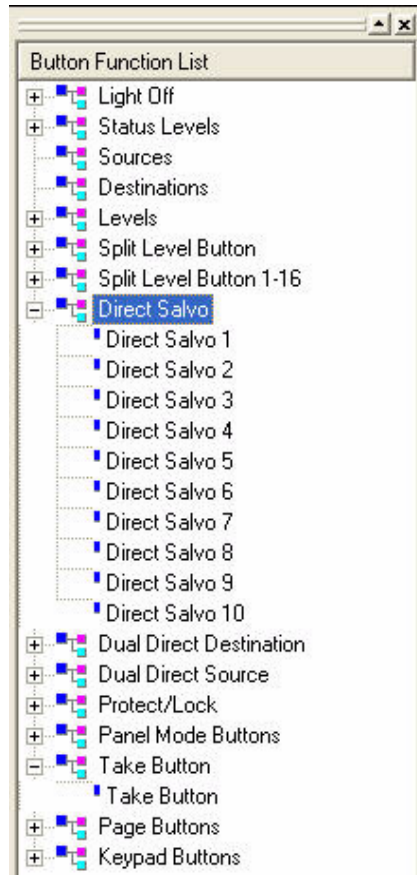 Button Function List
Light Off
Status Levels
Sources
Destinations
Levels
Split Level Button
Split Level Button 1-16
Direct Salvo
Direct Salvo 1
Direct Salvo 2
Direct Salvo 3
Direct Salvo 4
Direct Salvo 5
Direct Salvo 6
Direct Salvo 7
Direct Salvo 8
Direct Salvo 9
Direct Salvo 10
Dual Direct Destination
Dual Direct Source
Protect/Lock
Panel Mode Buttons
Take Button
Take Button
Page Buttons
Keypad Buttons